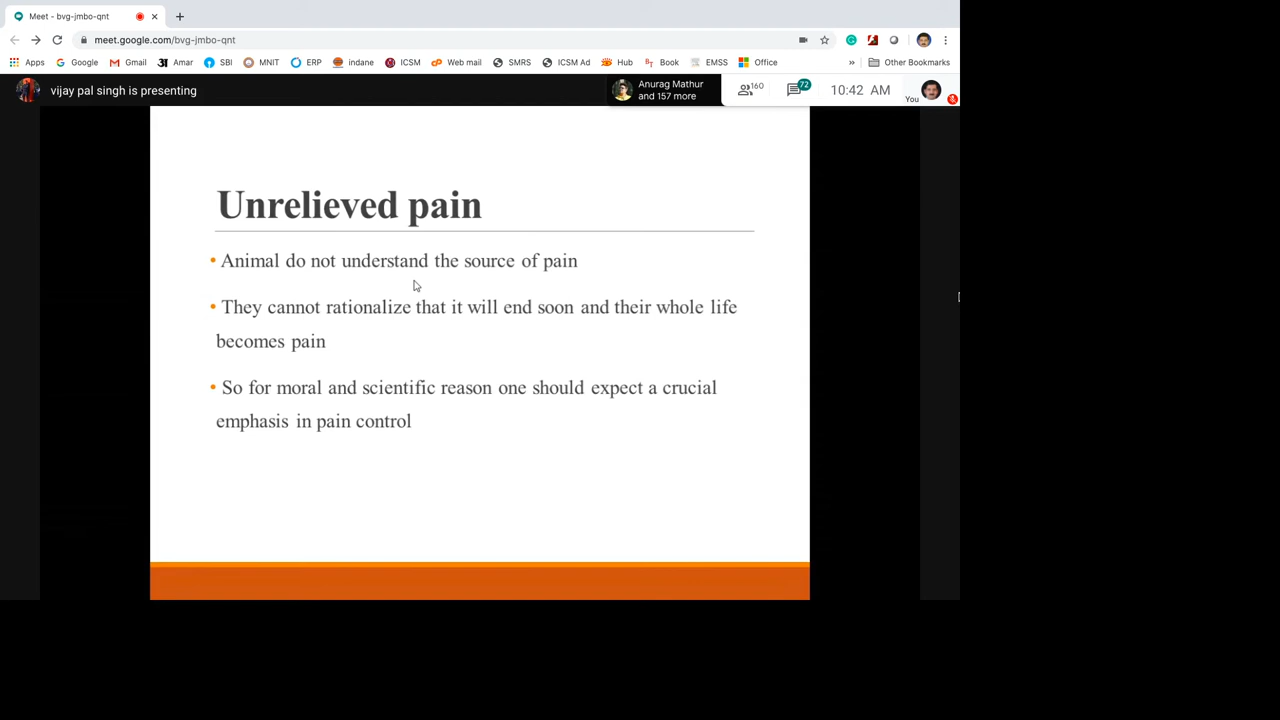 Meet - bvg-jmbo-qnt
meet.google.com/bvg-jmbo-qnt
Apps Google Gmail Amar SBI MNIT ERP indane ICSM Web mail SMRS ICSM Ad Hub Book EMSS Office » Other Bookmarks
vijay pal singh is presenting
Anurag Mathur
and 157 more
160
72
10:42 AM
You
Unrelieved pain
• Animal do not understand the source of pain
• They cannot rationalize that it will end soon and their whole life
becomes pain
• So for moral and scientific reason one should expect a crucial
emphasis in pain control